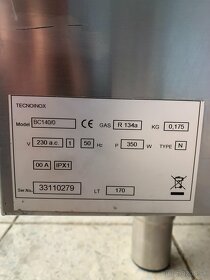 TECNOINOX
Model BC140/0 CE GAS R 134a KG 0,175
V 230 a.c. 1 50 Hz P 350 W TYPE N
00 A IPX1
Ser.No. 33110279 LT 170